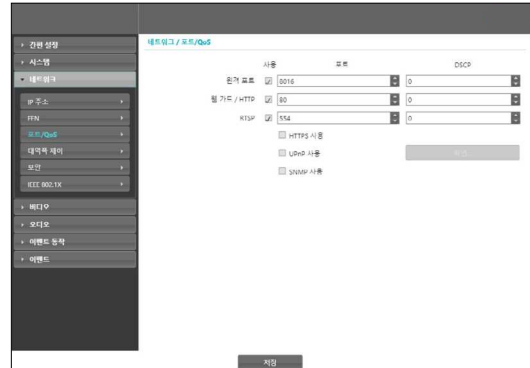 네트워크 / 포트/QoS
간편 설정
시스템
네트워크
IP 주소
FEN
포트/QoS
대역폭 제어
보안
IEEE 802.1X
비디오
오디오
이벤트 동작
이벤트
사용 포트 DSCP
원격 포트 8016 0
웹 가드 / HTTP 80 0
RTSP 554 0
HTTPS 사용
UPnP 사용
SNMP 사용
저장